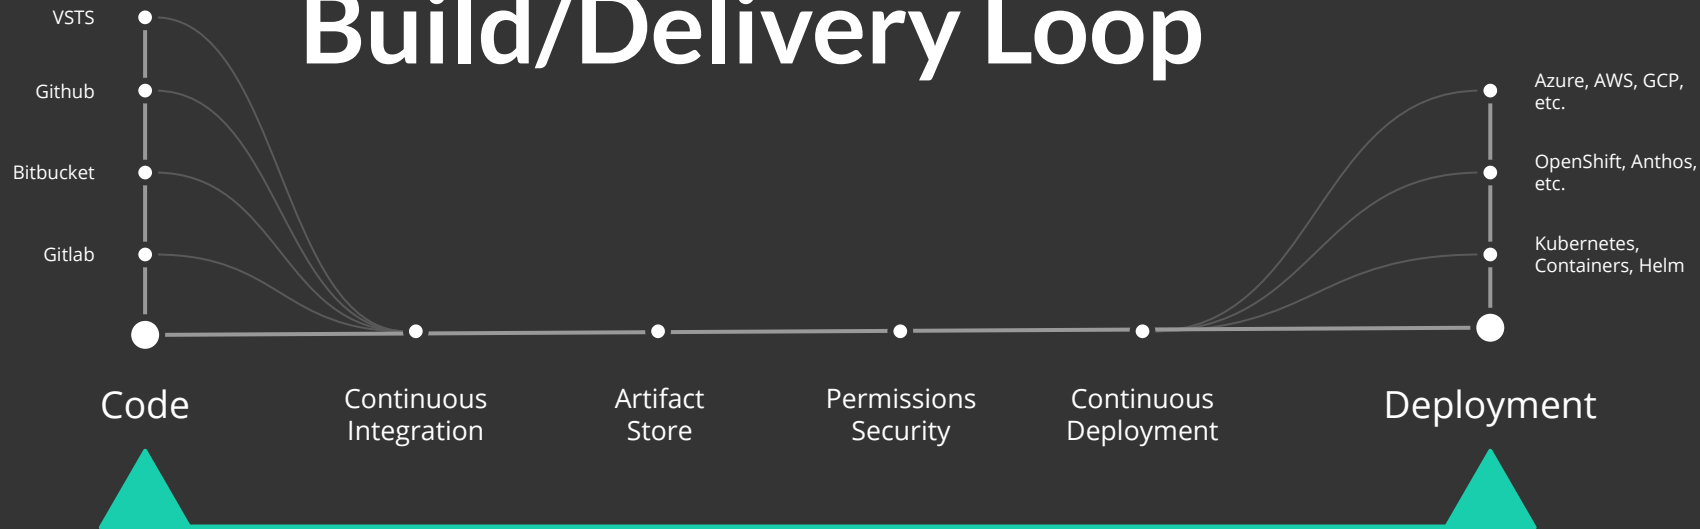 Build/Delivery Loop
VSTS
Github
Bitbucket
Gitlab
Azure, AWS, GCP,
etc.
OpenShift, Anthos,
etc.
Kubernetes,
Containers, Helm
Code
Continuous
Integration
Artifact
Store
Permissions
Security
Continuous
Deployment
Deployment